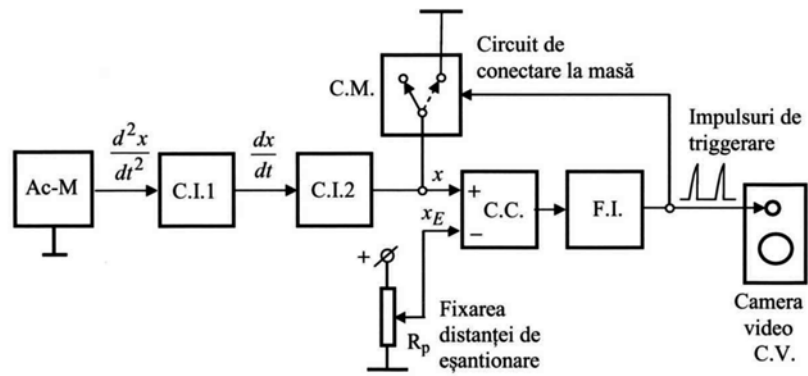 Circuit de
conectare la masă
C.M.
Impulsuri de
triggerare
d²x
dt²
dx
dt
Ac-M
C.I.1
C.I.2
x
+
C.C.
F.I.
x_E
−
+
R_p
Fixarea
distanței de
eșantionare
Camera
video
C.V.